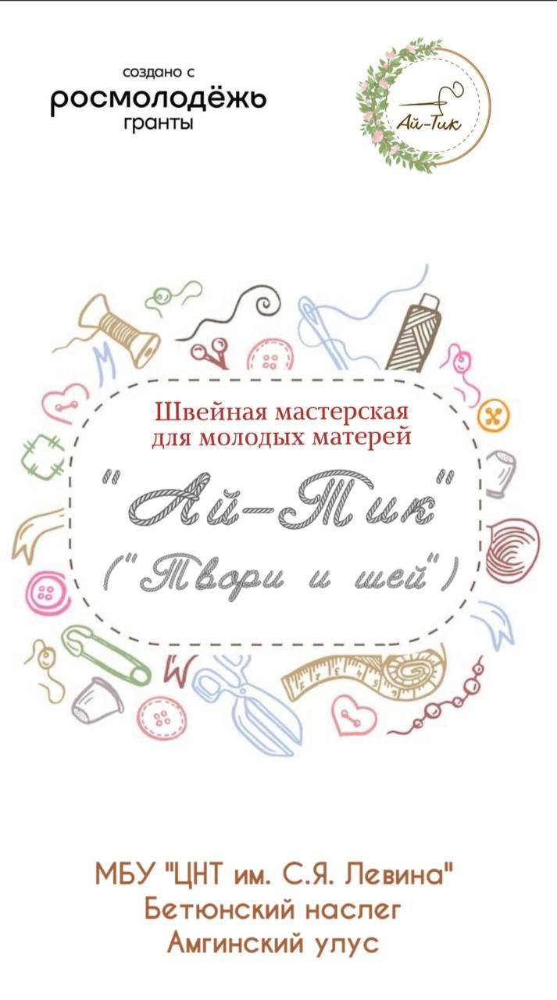 создано с
росмолодёжь
гранты
Ай-Тик
Швейная мастерская
для молодых матерей
"Ай-Тик"
("Твори и шей")
МБУ "ЦНТ им. С.Я. Левина"
Бетюнский наслег
Амгинский улус